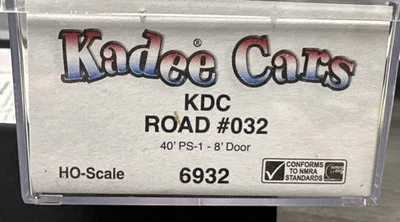 Kadee® Cars
KDC
ROAD #032
40' PS-1 - 8' Door
HO-Scale 6932
CONFORMS
TO NMRA
STANDARDS